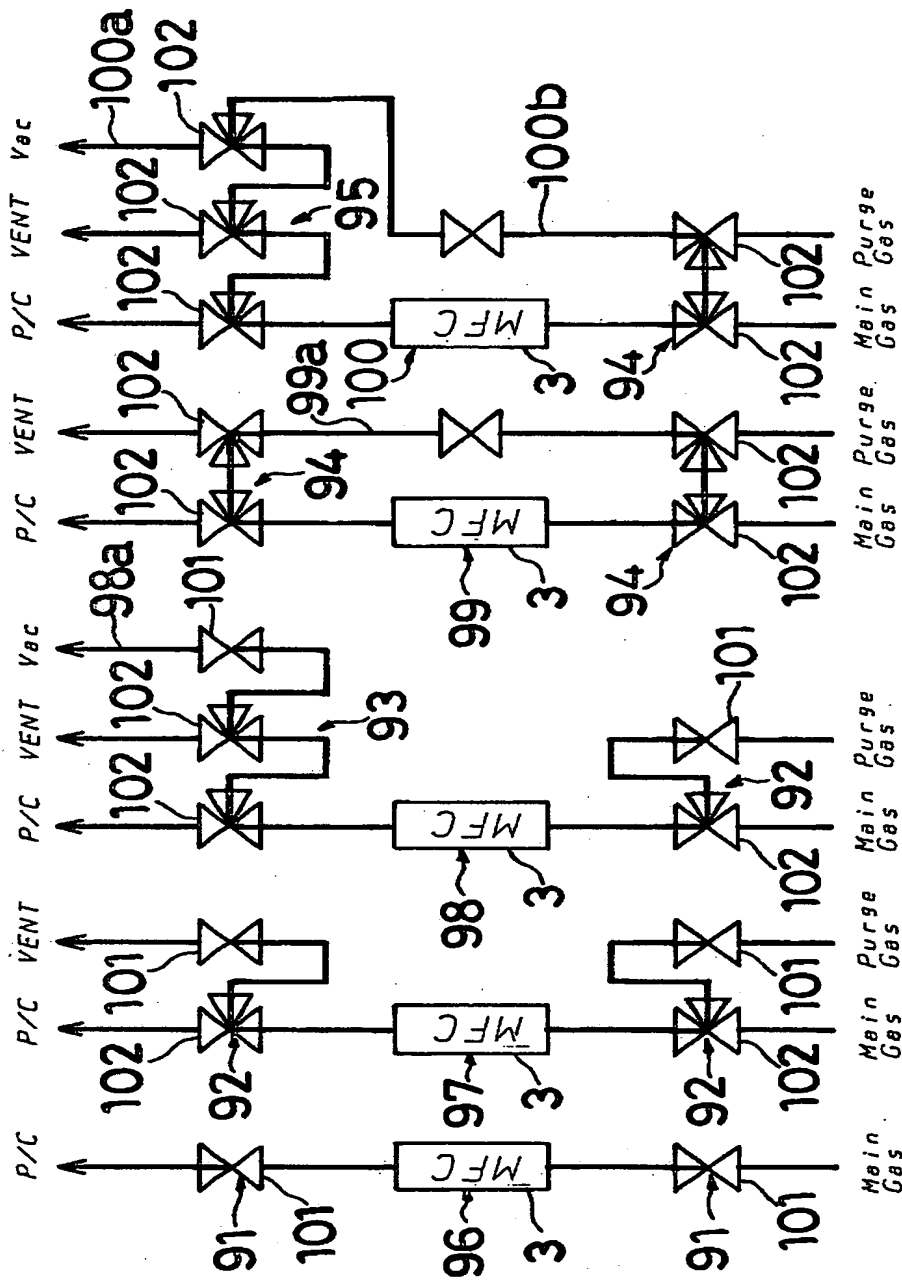 P/C
91
101
96
MFC
3
91
101
Main
Gas
P/C
VENT
102
101
92
97
MFC
3
92
102
101
Main
Gas
Purge
Gas
P/C
VENT
Vac
98a
102
102
101
93
98
MFC
3
92
102
101
Main
Gas
Purge
Gas
P/C
VENT
102
102
94
99a
99
MFC
3
94
102
102
Main
Gas
Purge
Gas
P/C
VENT
Vac
100a
102
102
102
95
100
MFC
3
100b
94
102
102
Main
Gas
Purge
Gas